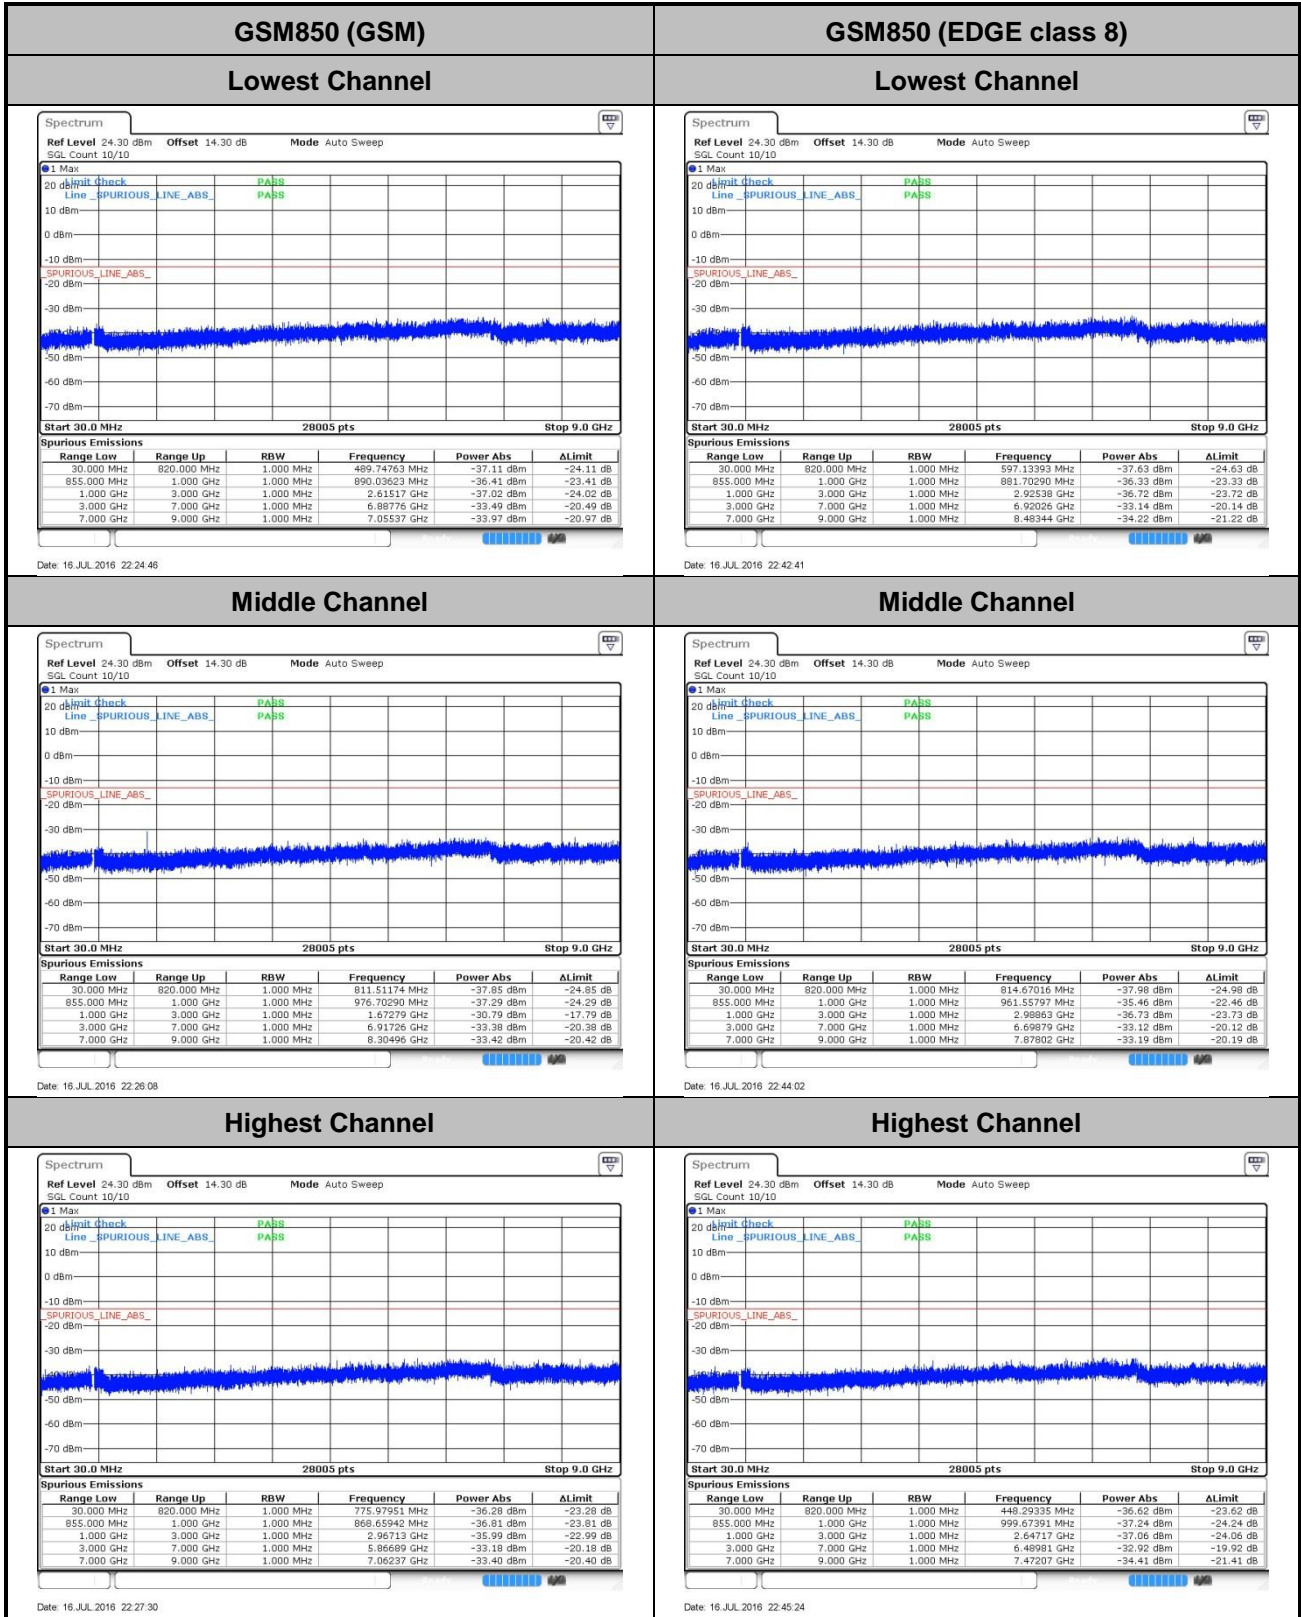 GSM850 (GSM)
GSM850 (EDGE class 8)
Lowest Channel
Lowest Channel
Spectrum
Ref Level 24.30 dBm Offset 14.30 dB Mode Auto Sweep
SGL Count 10/10
1 Max
20 dBm Limit Check PASS
Line _SPURIOUS_LINE_ABS_ PASS
10 dBm
0 dBm
-10 dBm
_SPURIOUS_LINE_ABS_
-20 dBm
-30 dBm
-50 dBm
-60 dBm
-70 dBm
Start 30.0 MHz 28005 pts Stop 9.0 GHz
Spurious Emissions
Range Low Range Up RBW Frequency Power Abs ΔLimit
30.000 MHz 820.000 MHz 1.000 MHz 489.74763 MHz -37.11 dBm -24.11 dB
855.000 MHz 1.000 GHz 1.000 MHz 890.03623 MHz -36.41 dBm -23.41 dB
1.000 GHz 3.000 GHz 1.000 MHz 2.61517 GHz -37.02 dBm -24.02 dB
3.000 GHz 7.000 GHz 1.000 MHz 6.88776 GHz -33.49 dBm -20.49 dB
7.000 GHz 9.000 GHz 1.000 MHz 7.05537 GHz -33.97 dBm -20.97 dB
Date: 16.JUL.2016 22:24:46
Spectrum
Ref Level 24.30 dBm Offset 14.30 dB Mode Auto Sweep
SGL Count 10/10
1 Max
20 dBm Limit Check PASS
Line _SPURIOUS_LINE_ABS_ PASS
10 dBm
0 dBm
-10 dBm
_SPURIOUS_LINE_ABS_
-20 dBm
-30 dBm
-50 dBm
-60 dBm
-70 dBm
Start 30.0 MHz 28005 pts Stop 9.0 GHz
Spurious Emissions
Range Low Range Up RBW Frequency Power Abs ΔLimit
30.000 MHz 820.000 MHz 1.000 MHz 597.13393 MHz -37.63 dBm -24.63 dB
855.000 MHz 1.000 GHz 1.000 MHz 881.70290 MHz -36.33 dBm -23.33 dB
1.000 GHz 3.000 GHz 1.000 MHz 2.92538 GHz -36.72 dBm -23.72 dB
3.000 GHz 7.000 GHz 1.000 MHz 6.92026 GHz -33.14 dBm -20.14 dB
7.000 GHz 9.000 GHz 1.000 MHz 8.48344 GHz -34.22 dBm -21.22 dB
Date: 16.JUL.2016 22:42:41
Middle Channel
Middle Channel
Spectrum
Ref Level 24.30 dBm Offset 14.30 dB Mode Auto Sweep
SGL Count 10/10
1 Max
20 dBm Limit Check PASS
Line _SPURIOUS_LINE_ABS_ PASS
10 dBm
0 dBm
-10 dBm
_SPURIOUS_LINE_ABS_
-20 dBm
-30 dBm
-50 dBm
-60 dBm
-70 dBm
Start 30.0 MHz 28005 pts Stop 9.0 GHz
Spurious Emissions
Range Low Range Up RBW Frequency Power Abs ΔLimit
30.000 MHz 820.000 MHz 1.000 MHz 811.51174 MHz -37.85 dBm -24.85 dB
855.000 MHz 1.000 GHz 1.000 MHz 976.70290 MHz -37.29 dBm -24.29 dB
1.000 GHz 3.000 GHz 1.000 MHz 1.67279 GHz -30.79 dBm -17.79 dB
3.000 GHz 7.000 GHz 1.000 MHz 6.91726 GHz -33.38 dBm -20.38 dB
7.000 GHz 9.000 GHz 1.000 MHz 8.30496 GHz -33.42 dBm -20.42 dB
Date: 16.JUL.2016 22:26:08
Spectrum
Ref Level 24.30 dBm Offset 14.30 dB Mode Auto Sweep
SGL Count 10/10
1 Max
20 dBm Limit Check PASS
Line _SPURIOUS_LINE_ABS_ PASS
10 dBm
0 dBm
-10 dBm
_SPURIOUS_LINE_ABS_
-20 dBm
-30 dBm
-50 dBm
-60 dBm
-70 dBm
Start 30.0 MHz 28005 pts Stop 9.0 GHz
Spurious Emissions
Range Low Range Up RBW Frequency Power Abs ΔLimit
30.000 MHz 820.000 MHz 1.000 MHz 814.67016 MHz -37.98 dBm -24.98 dB
855.000 MHz 1.000 GHz 1.000 MHz 961.55797 MHz -35.46 dBm -22.46 dB
1.000 GHz 3.000 GHz 1.000 MHz 2.98863 GHz -36.73 dBm -23.73 dB
3.000 GHz 7.000 GHz 1.000 MHz 6.69879 GHz -33.12 dBm -20.12 dB
7.000 GHz 9.000 GHz 1.000 MHz 7.87802 GHz -33.19 dBm -20.19 dB
Date: 16.JUL.2016 22:44:02
Highest Channel
Highest Channel
Spectrum
Ref Level 24.30 dBm Offset 14.30 dB Mode Auto Sweep
SGL Count 10/10
1 Max
20 dBm Limit Check PASS
Line _SPURIOUS_LINE_ABS_ PASS
10 dBm
0 dBm
-10 dBm
_SPURIOUS_LINE_ABS_
-20 dBm
-30 dBm
-50 dBm
-60 dBm
-70 dBm
Start 30.0 MHz 28005 pts Stop 9.0 GHz
Spurious Emissions
Range Low Range Up RBW Frequency Power Abs ΔLimit
30.000 MHz 820.000 MHz 1.000 MHz 775.97951 MHz -36.28 dBm -23.28 dB
855.000 MHz 1.000 GHz 1.000 MHz 868.65942 MHz -36.81 dBm -23.81 dB
1.000 GHz 3.000 GHz 1.000 MHz 2.96713 GHz -35.99 dBm -22.99 dB
3.000 GHz 7.000 GHz 1.000 MHz 5.86689 GHz -33.18 dBm -20.18 dB
7.000 GHz 9.000 GHz 1.000 MHz 7.06237 GHz -33.40 dBm -20.40 dB
Date: 16.JUL.2016 22:27:30
Spectrum
Ref Level 24.30 dBm Offset 14.30 dB Mode Auto Sweep
SGL Count 10/10
1 Max
20 dBm Limit Check PASS
Line _SPURIOUS_LINE_ABS_ PASS
10 dBm
0 dBm
-10 dBm
_SPURIOUS_LINE_ABS_
-20 dBm
-30 dBm
-50 dBm
-60 dBm
-70 dBm
Start 30.0 MHz 28005 pts Stop 9.0 GHz
Spurious Emissions
Range Low Range Up RBW Frequency Power Abs ΔLimit
30.000 MHz 820.000 MHz 1.000 MHz 448.29335 MHz -36.62 dBm -23.62 dB
855.000 MHz 1.000 GHz 1.000 MHz 999.67391 MHz -37.24 dBm -24.24 dB
1.000 GHz 3.000 GHz 1.000 MHz 2.64717 GHz -37.06 dBm -24.06 dB
3.000 GHz 7.000 GHz 1.000 MHz 6.48981 GHz -32.92 dBm -19.92 dB
7.000 GHz 9.000 GHz 1.000 MHz 7.47207 GHz -34.41 dBm -21.41 dB
Date: 16.JUL.2016 22:45:24